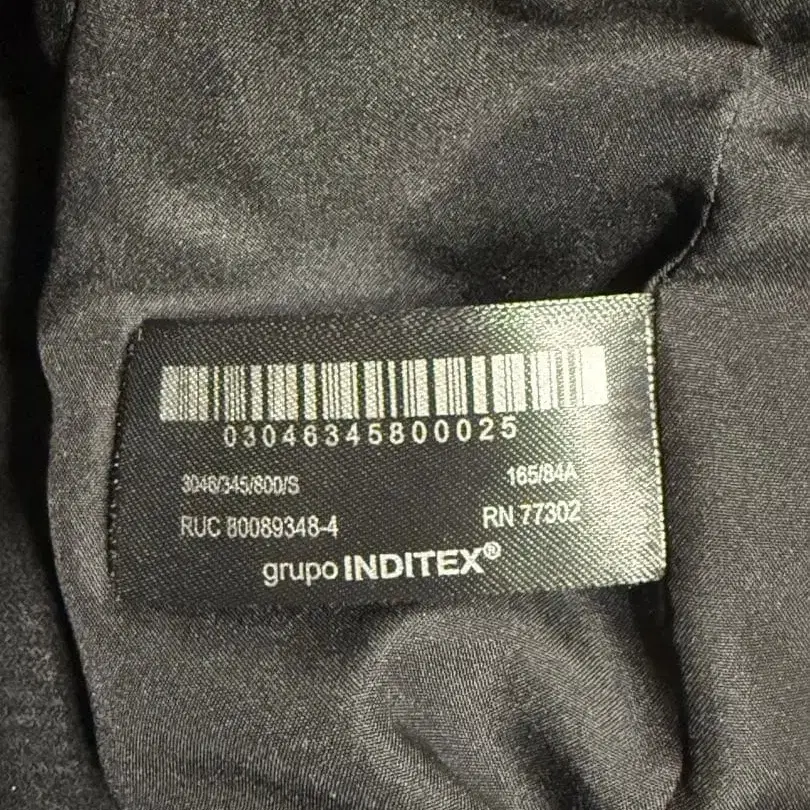 03046345800025
3046/345/800/S 165/84A
RUC 80089348-4 RN 77302
grupo INDITEX®